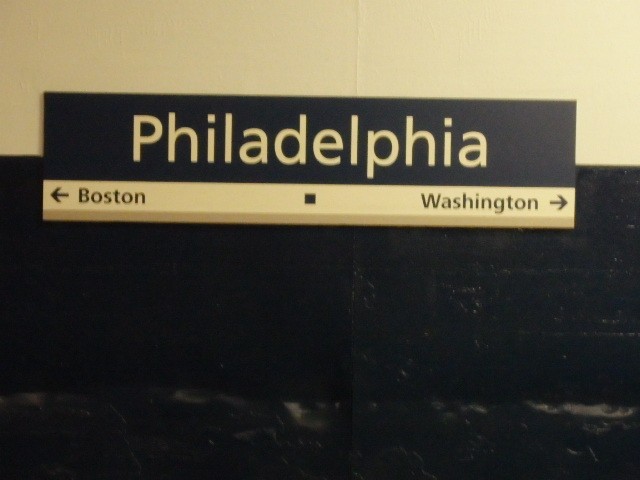 Philadelphia
← Boston ■ Washington →